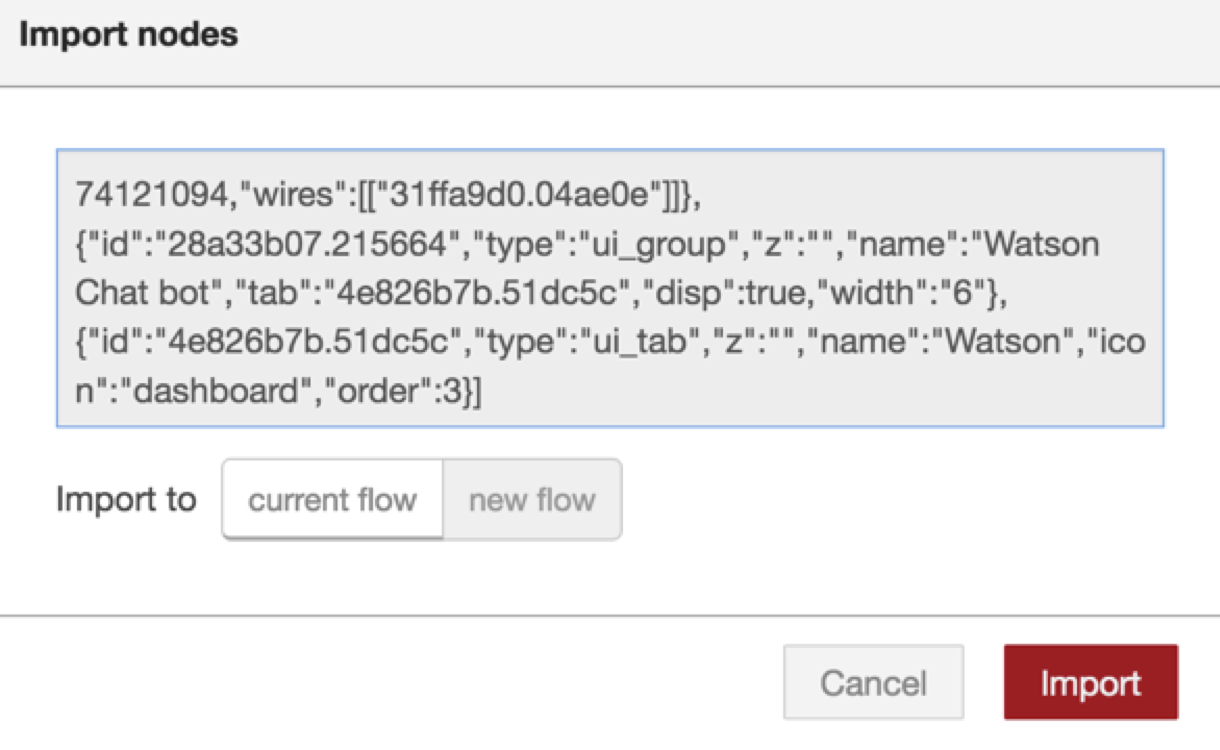 Import nodes
74121094,"wires":[["31ffa9d0.04ae0e"]]},
{"id":"28a33b07.215664","type":"ui_group","z":"","name":"Watson
Chat bot","tab":"4e826b7b.51dc5c","disp":true,"width":"6"},
{"id":"4e826b7b.51dc5c","type":"ui_tab","z":"","name":"Watson","ico
n":"dashboard","order":3}]
Import to current flow new flow
Cancel Import